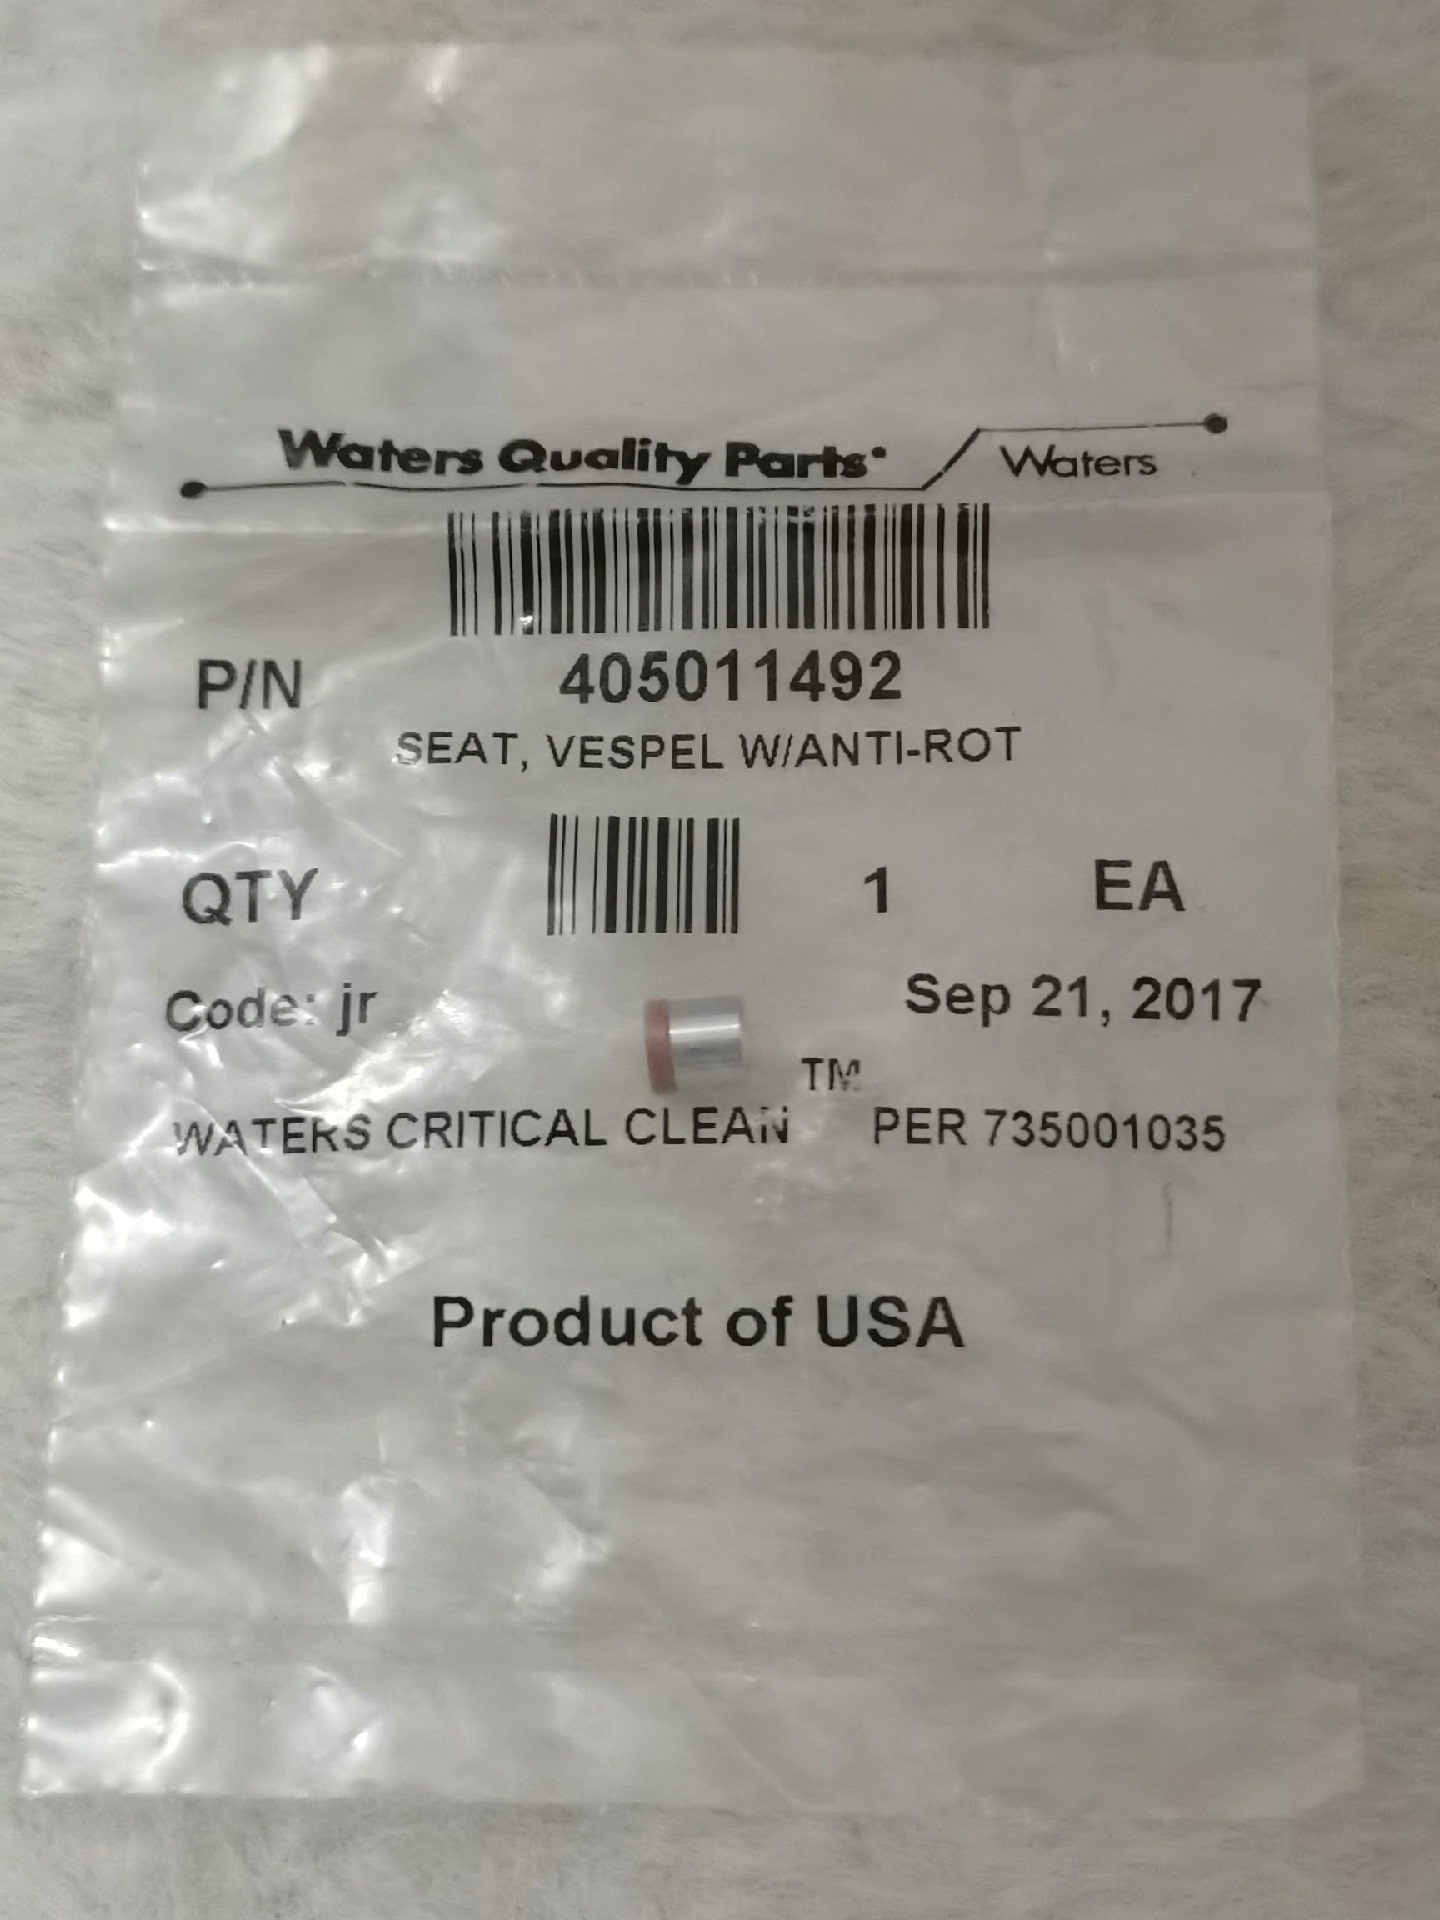 Waters Quality Parts® Waters
P/N 405011492
SEAT, VESPEL W/ANTI-ROT
QTY 1 EA
Code: jr Sep 21, 2017
WATERS CRITICAL CLEAN ™ PER 735001035
Product of USA